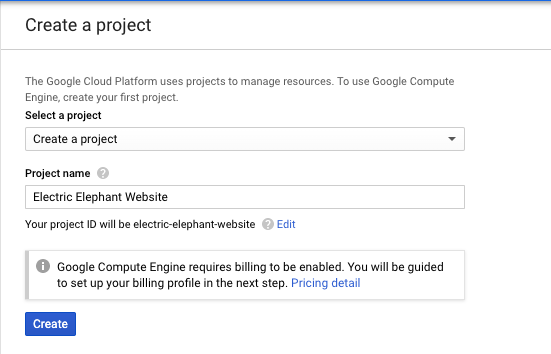 Create a project
The Google Cloud Platform uses projects to manage resources. To use Google Compute
Engine, create your first project.
Select a project
Create a project
Project name ?
Electric Elephant Website
Your project ID will be electric-elephant-website ? Edit
Google Compute Engine requires billing to be enabled. You will be guided
to set up your billing profile in the next step. Pricing detail
Create